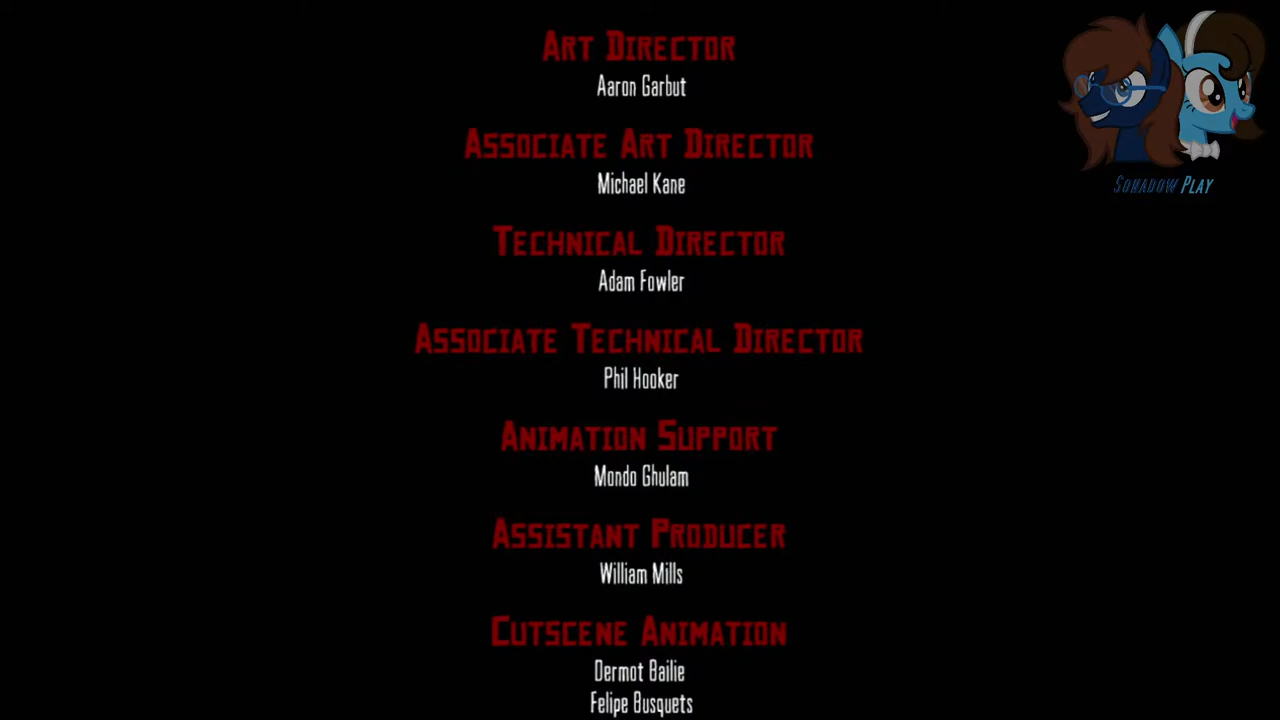 Art Director
Aaron Garbut
Associate Art Director
Michael Kane
Technical Director
Adam Fowler
Associate Technical Director
Phil Hooker
Animation Support
Mondo Ghulam
Assistant Producer
William Mills
Cutscene Animation
Dermot Bailie
Felipe Busquets
Sonadow Play